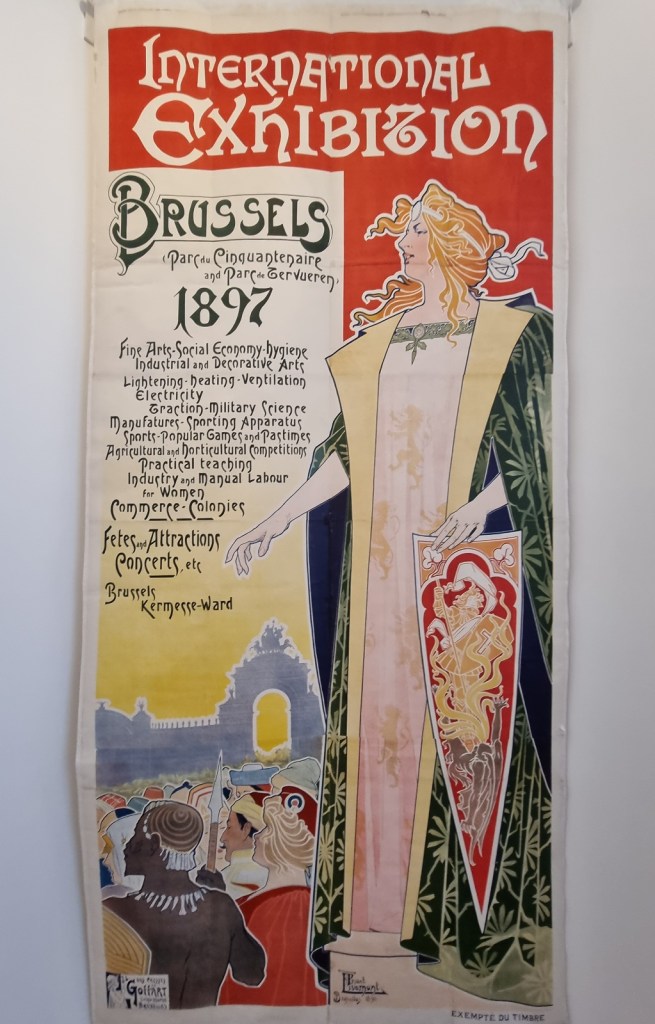 INTERNATIONAL
EXHIBITION
BRUSSELS
(Parc du Cinquantenaire
and Parc de Tervueren)
1897
Fine Arts-Social Economy-hygiene
Industrial and Decorative Arts
Lightening-heating-Ventilation
Electricity
Traction-Military Science
Manufatures-Sporting Apparatus
Sports-Popular Games and Pastimes
Agricultural and horticultural Competitions
Practical teaching
Industry and Manual Labour
for Women
Commerce-Colonies
Fetes and Attractions
Concerts, etc
Brussels
Kermesse-Ward
Goffart
Bruxelles
Livemont
EXEMPTE DU TIMBRE